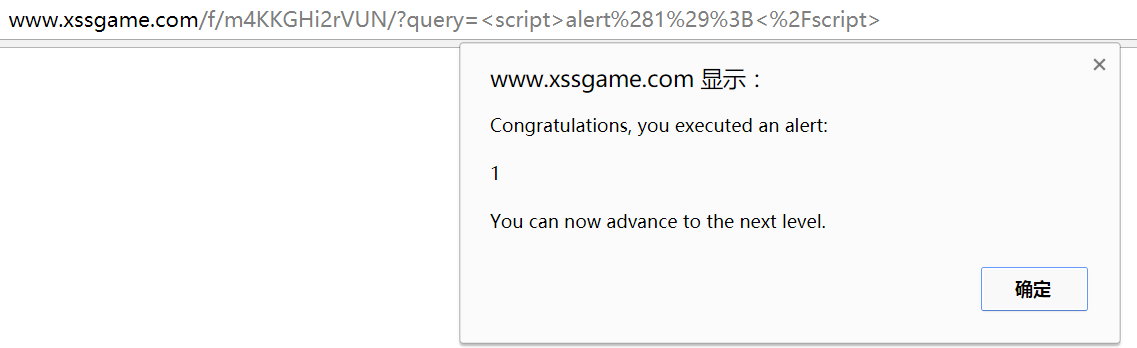 www.xssgame.com/f/m4KKGHi2rVUN/?query=<script>alert%281%29%3B<%2Fscript>
www.xssgame.com 显示：
Congratulations, you executed an alert:
1
You can now advance to the next level.
确定